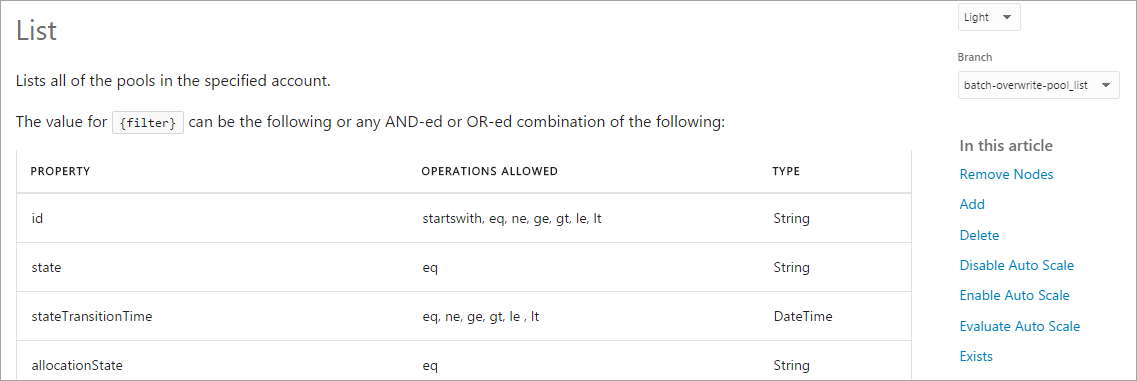 List
Lists all of the pools in the specified account.
The value for {filter} can be the following or any AND-ed or OR-ed combination of the following:
PROPERTY OPERATIONS ALLOWED TYPE
id startswith, eq, ne, ge, gt, le, lt String
state eq String
stateTransitionTime eq, ne, ge, gt, le , lt DateTime
allocationState eq String
Light
Branch
batch-overwrite-pool_list
In this article
Remove Nodes
Add
Delete
Disable Auto Scale
Enable Auto Scale
Evaluate Auto Scale
Exists